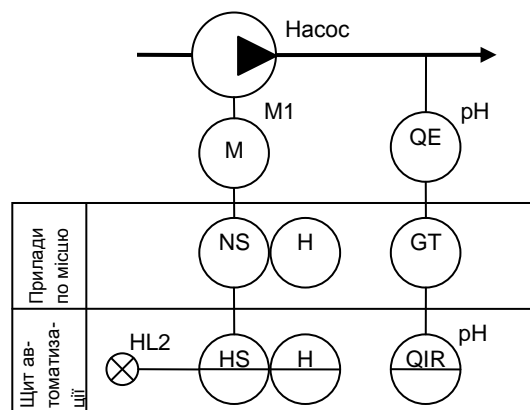 Насос
M1
pH
M
QE
Прилади
по місцю
NS
H
GT
Щит ав-
томатиза-
ції
HL2
HS
H
pH
QIR